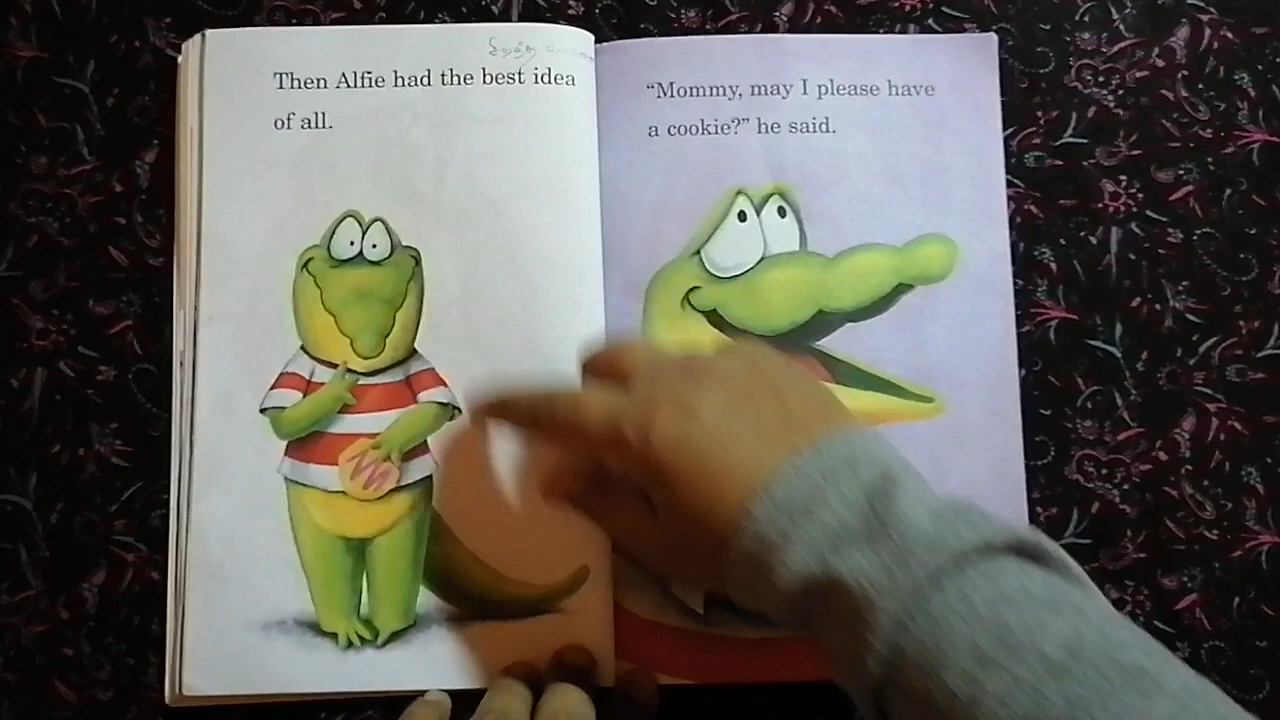 Then Alfie had the best idea
of all.
“Mommy, may I please have
a cookie?” he said.